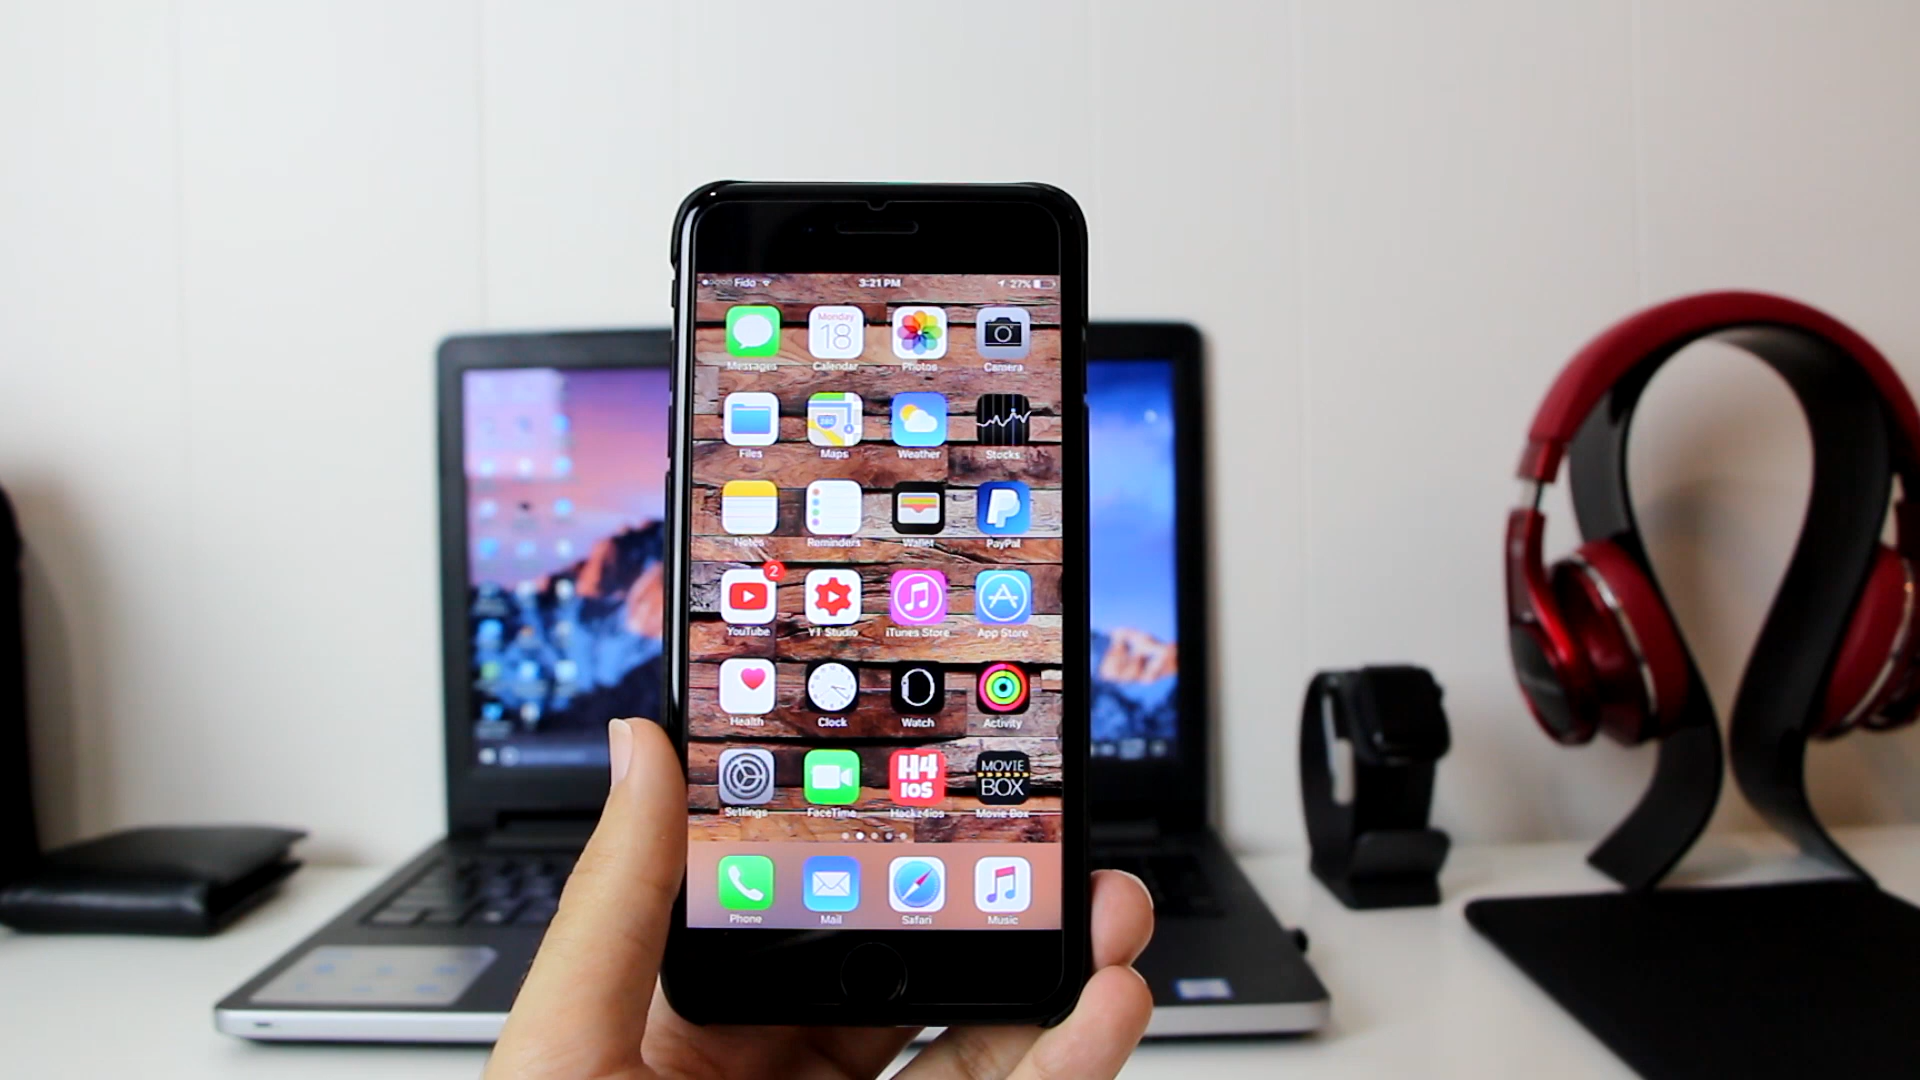 Fido 3:21 PM 27%
Monday
18
Messages Calendar Photos Camera
280
Files Maps Weather Stocks
Notes Reminders Wallet PayPal
2
YouTube YT Studio iTunes Store App Store
Health Clock Watch Activity
H4 iOS MOVIE BOX
Settings FaceTime Hackz4ios Movie Box
Phone Mail Safari Music